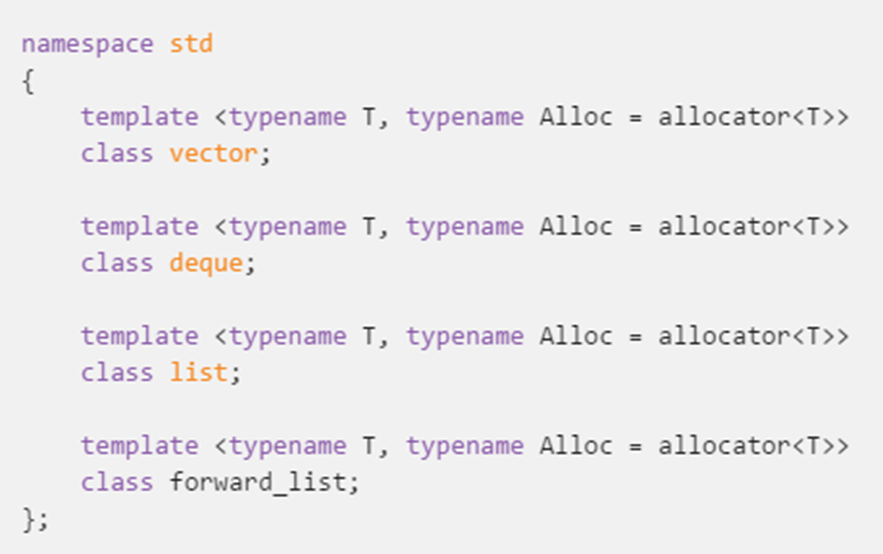 namespace std
{
    template <typename T, typename Alloc = allocator<T>>
    class vector;

    template <typename T, typename Alloc = allocator<T>>
    class deque;

    template <typename T, typename Alloc = allocator<T>>
    class list;

    template <typename T, typename Alloc = allocator<T>>
    class forward_list;
};